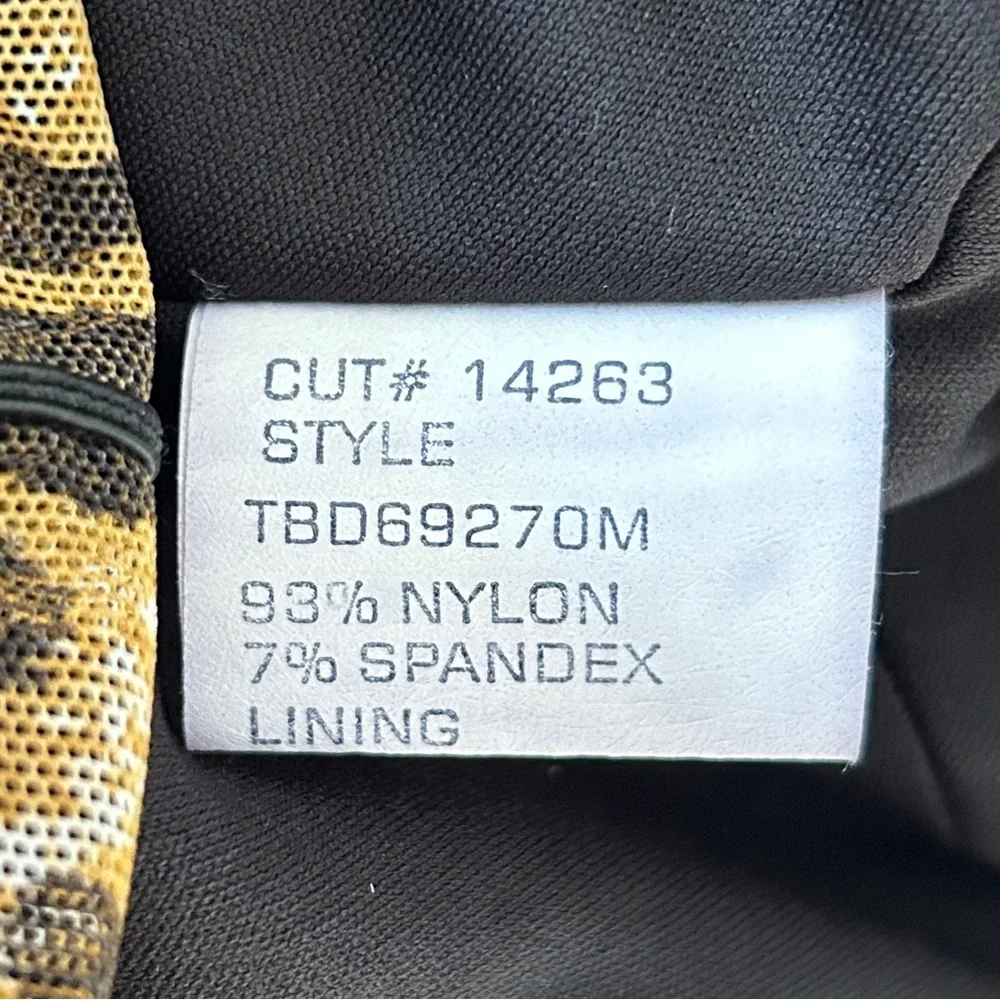 CUT# 14263
STYLE
TBD69270M
93% NYLON
7% SPANDEX
LINING